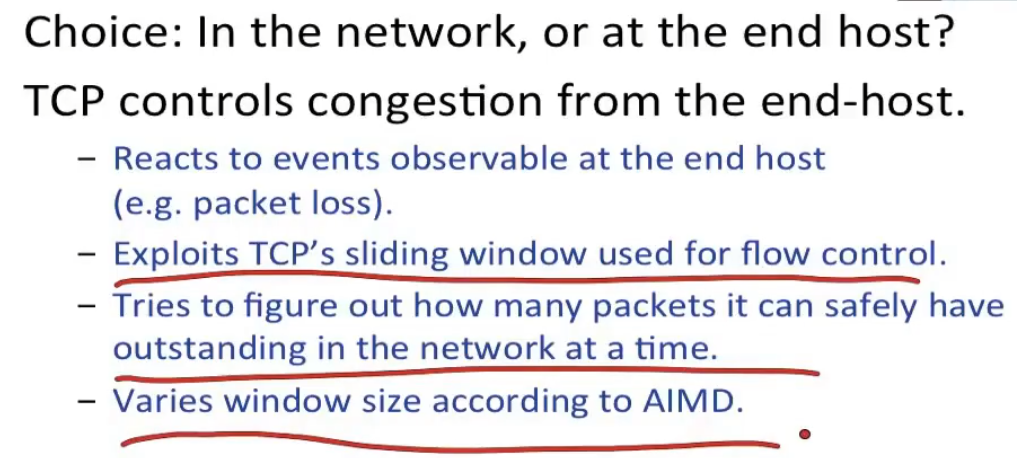 Choice: In the network, or at the end host?
TCP controls congestion from the end-host.
– Reacts to events observable at the end host
(e.g. packet loss).
– Exploits TCP’s sliding window used for flow control.
– Tries to figure out how many packets it can safely have
outstanding in the network at a time.
– Varies window size according to AIMD.